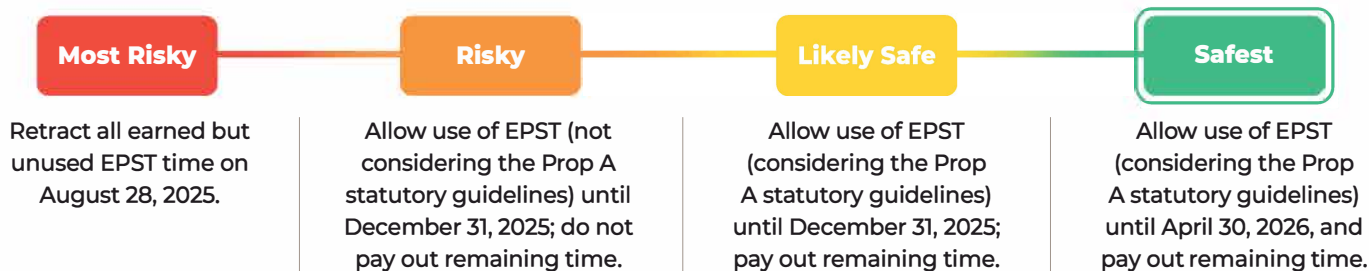 Most Risky
Risky
Likely Safe
Safest
Retract all earned but
unused EPST time on
August 28, 2025.
Allow use of EPST (not
considering the Prop A
statutory guidelines) until
December 31, 2025; do not
pay out remaining time.
Allow use of EPST
(considering the Prop
A statutory guidelines)
until December 31, 2025;
pay out remaining time.
Allow use of EPST
(considering the Prop
A statutory guidelines)
until April 30, 2026, and
pay out remaining time.